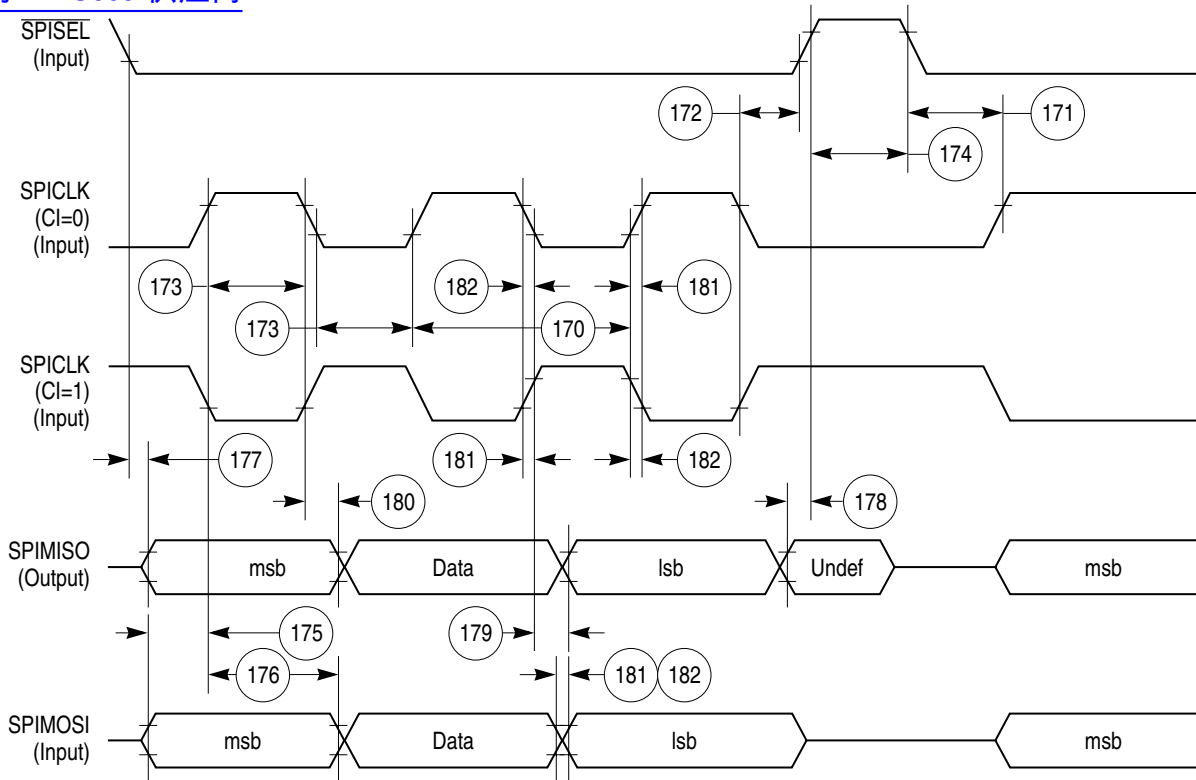 SPISEL
(Input)
172
171
174
SPICLK
(CI=0)
(Input)
173
182
181
173
170
SPICLK
(CI=1)
(Input)
177
181
182
180
178
SPIMISO
(Output)
msb
Data
lsb
Undef
msb
175
179
176
181
182
SPIMOSI
(Input)
msb
Data
lsb
msb